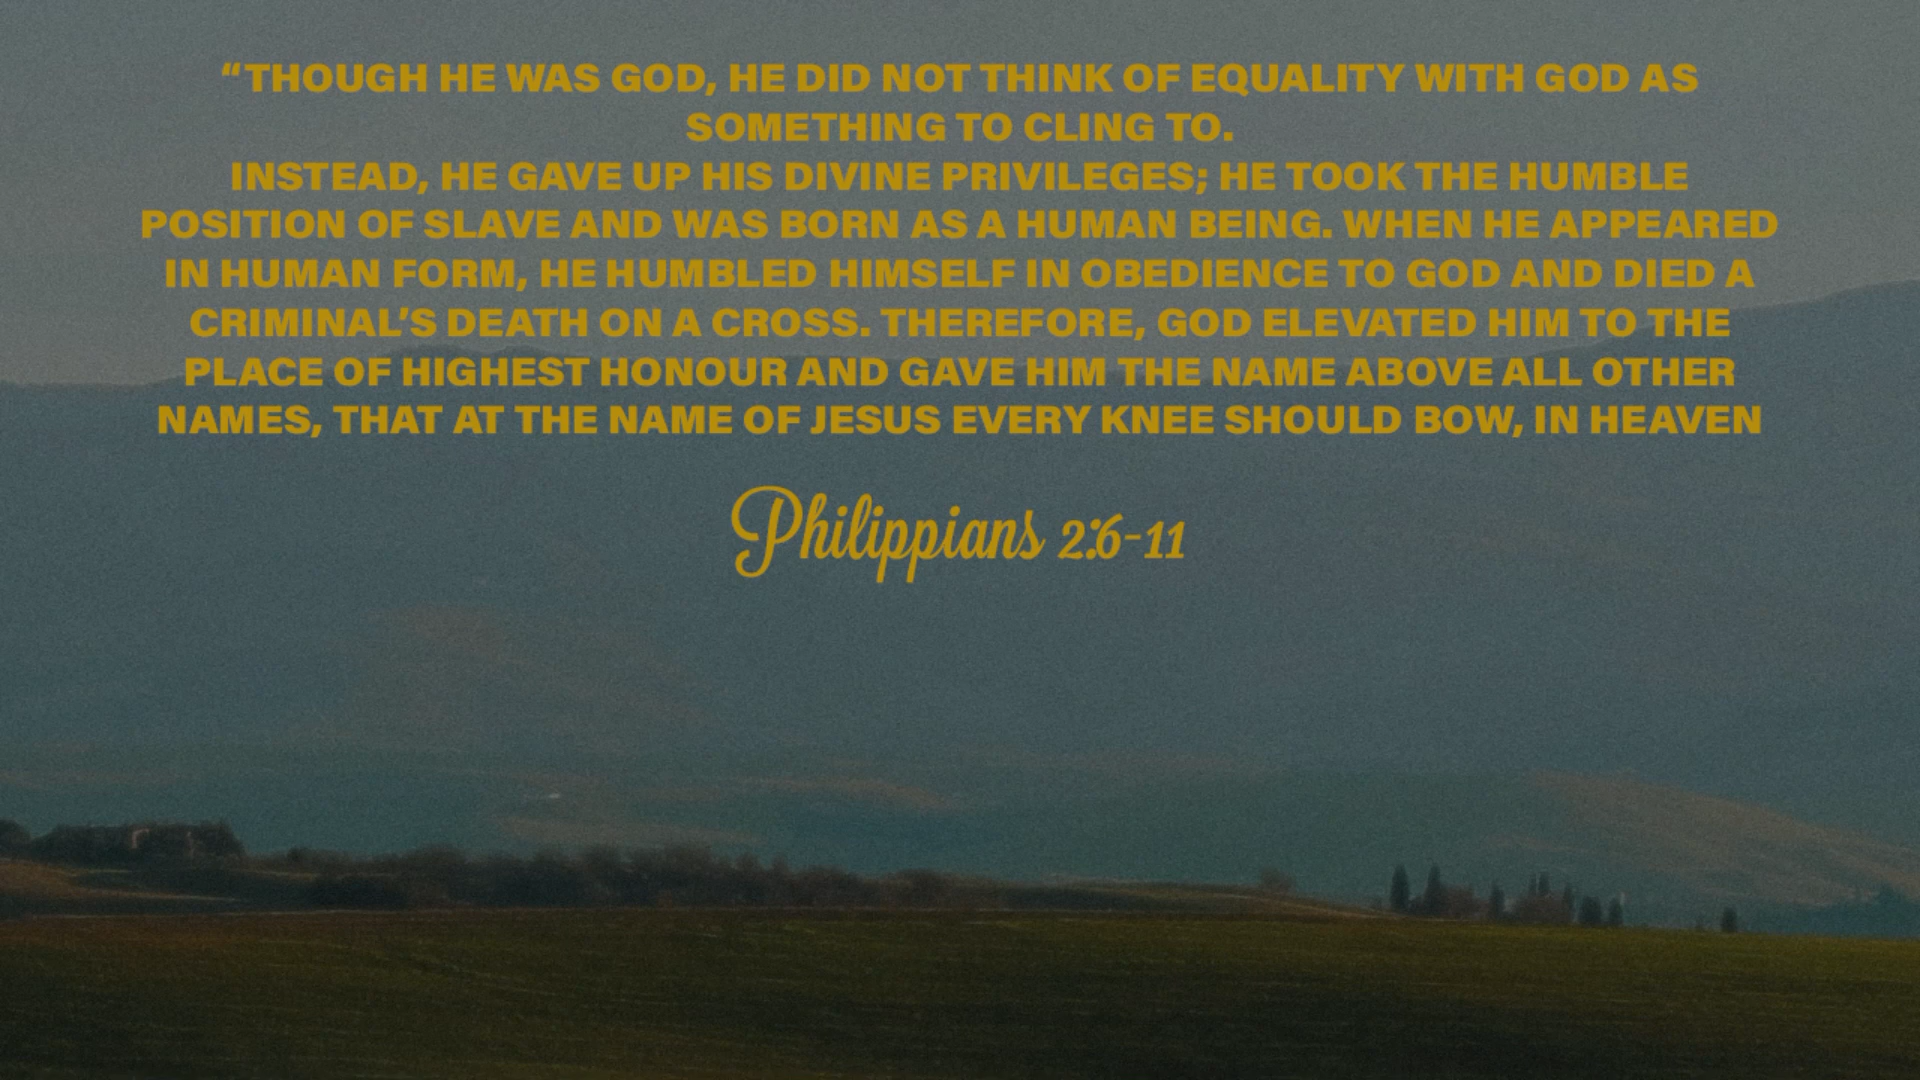 “THOUGH HE WAS GOD, HE DID NOT THINK OF EQUALITY WITH GOD AS
SOMETHING TO CLING TO.
INSTEAD, HE GAVE UP HIS DIVINE PRIVILEGES; HE TOOK THE HUMBLE
POSITION OF SLAVE AND WAS BORN AS A HUMAN BEING. WHEN HE APPEARED
IN HUMAN FORM, HE HUMBLED HIMSELF IN OBEDIENCE TO GOD AND DIED A
CRIMINAL’S DEATH ON A CROSS. THEREFORE, GOD ELEVATED HIM TO THE
PLACE OF HIGHEST HONOUR AND GAVE HIM THE NAME ABOVE ALL OTHER
NAMES, THAT AT THE NAME OF JESUS EVERY KNEE SHOULD BOW, IN HEAVEN
Philippians 2:6-11